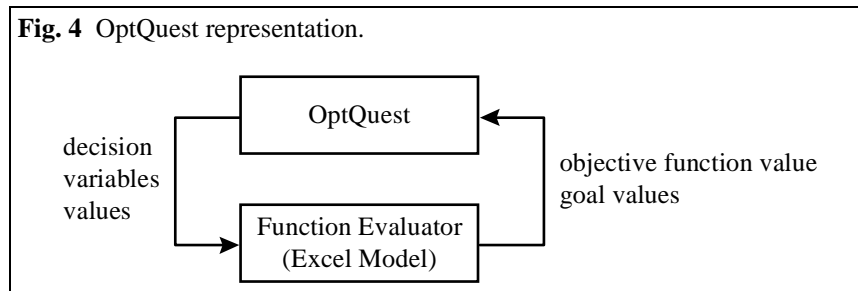 Fig. 4 OptQuest representation.
OptQuest
decision
variables
values
objective function value
goal values
Function Evaluator
(Excel Model)